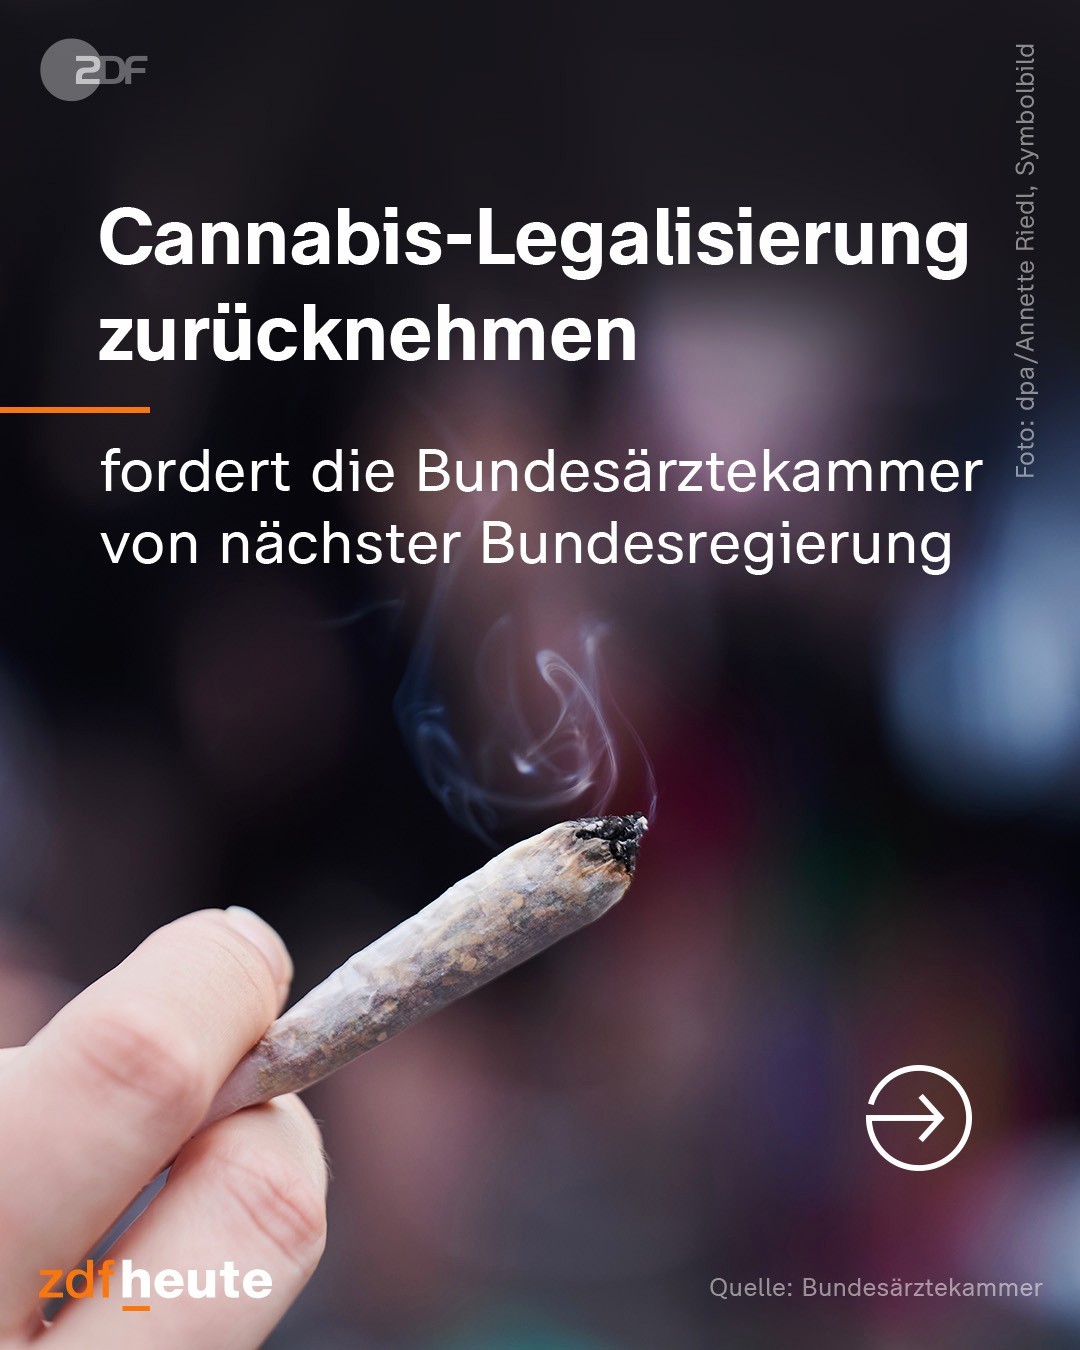 ZDF
Foto: dpa/Annette Riedl, Symbolbild
Cannabis-Legalisierung
zurücknehmen
fordert die Bundesärztekammer
von nächster Bundesregierung
zdfheute
Quelle: Bundesärztekammer